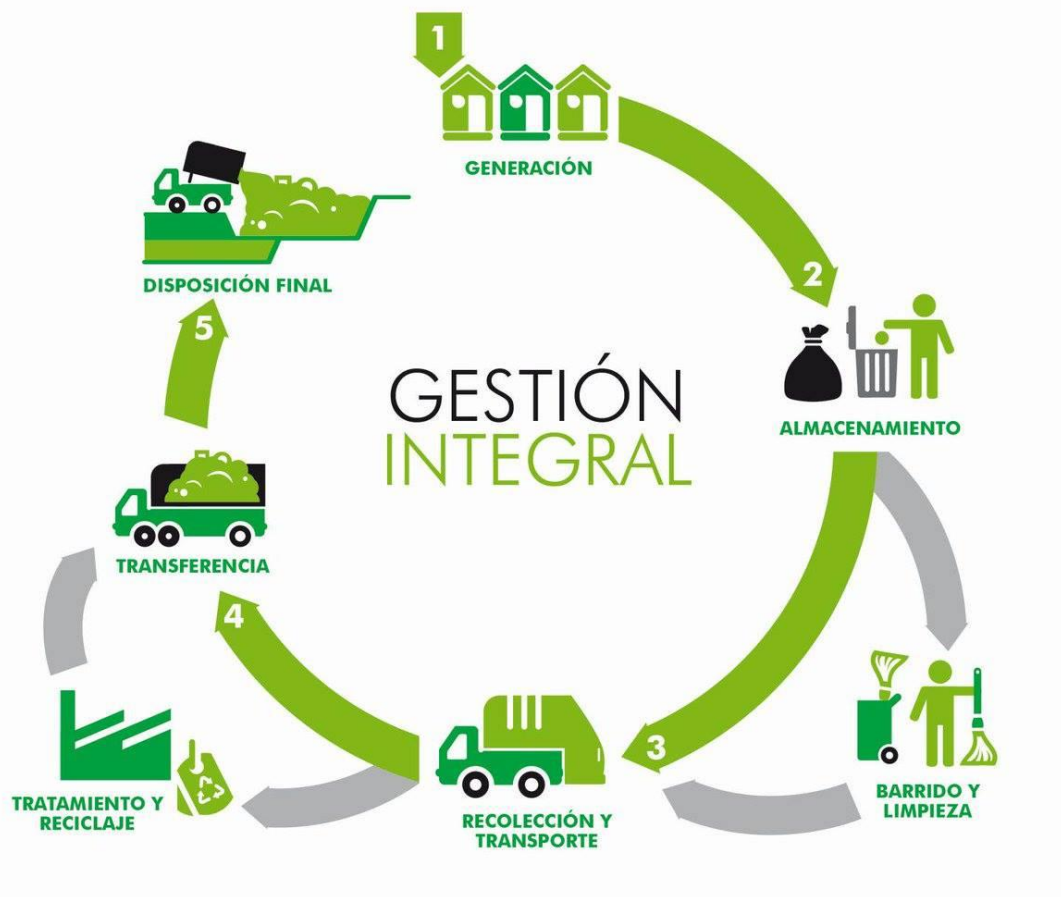 1
GENERACIÓN
2
ALMACENAMIENTO
BARRIDO Y
LIMPIEZA
3
RECOLECCIÓN Y
TRANSPORTE
TRATAMIENTO Y
RECICLAJE
4
TRANSFERENCIA
5
DISPOSICIÓN FINAL
GESTIÓN
INTEGRAL